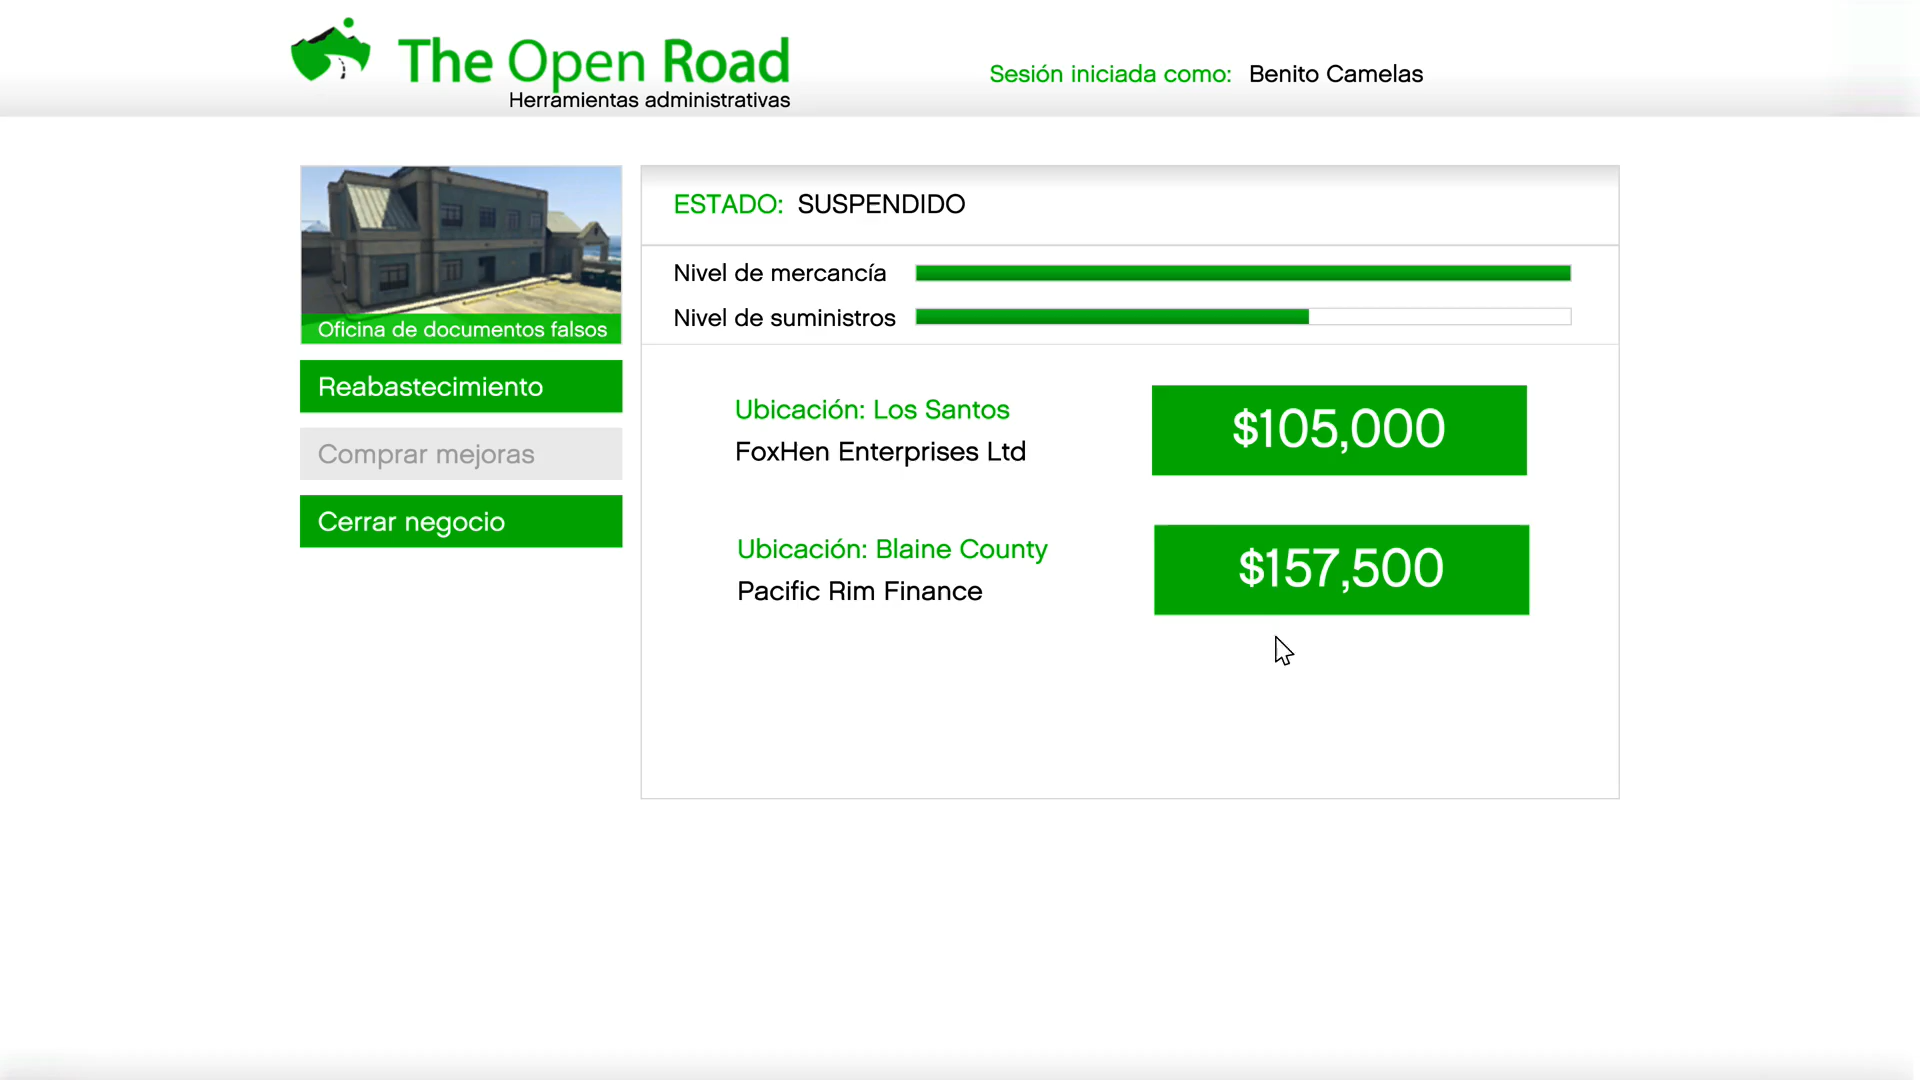 The Open Road
Herramientas administrativas
Sesión iniciada como: Benito Camelas
Oficina de documentos falsos
Reabastecimiento
Comprar mejoras
Cerrar negocio
ESTADO: SUSPENDIDO
Nivel de mercancía
Nivel de suministros
Ubicación: Los Santos
FoxHen Enterprises Ltd
$105,000
Ubicación: Blaine County
Pacific Rim Finance
$157,500